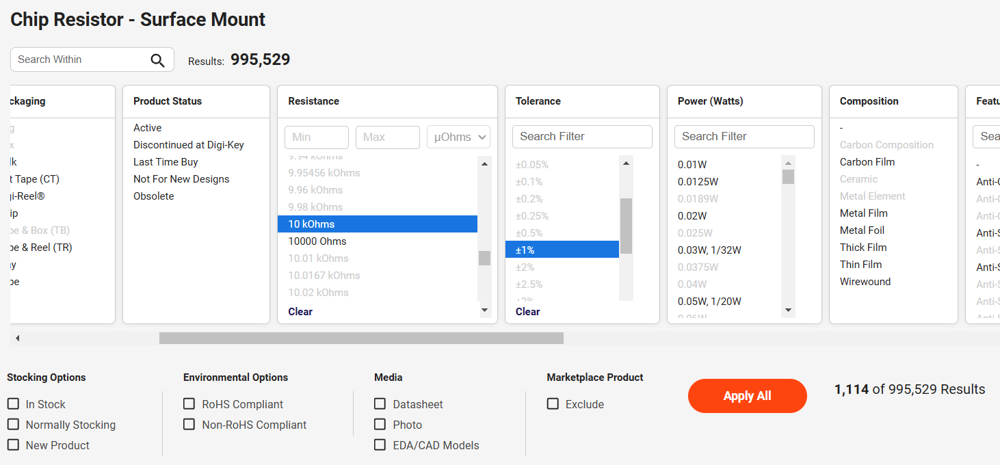 Chip Resistor - Surface Mount
Search Within
Results: 995,529
ckaging
g
x
lk
t Tape (CT)
gi-Reel®
ip
pe & Box (TB)
pe & Reel (TR)
ay
be
Product Status
Active
Discontinued at Digi-Key
Last Time Buy
Not For New Designs
Obsolete
Resistance
Min
Max
µOhms
9.94 kOhms
9.95456 kOhms
9.96 kOhms
9.98 kOhms
10 kOhms
10000 Ohms
10.01 kOhms
10.0167 kOhms
10.02 kOhms
Clear
Tolerance
Search Filter
±0.05%
±0.1%
±0.2%
±0.25%
±0.5%
±1%
±2%
±2.5%
±3%
Clear
Power (Watts)
Search Filter
0.01W
0.0125W
0.0189W
0.02W
0.025W
0.03W, 1/32W
0.0375W
0.04W
0.05W, 1/20W
0.06W
Composition
-
Carbon Composition
Carbon Film
Ceramic
Metal Element
Metal Film
Metal Foil
Thick Film
Thin Film
Wirewound
Featu
Sea
-
Anti-C
Anti-C
Anti-C
Anti-S
Anti-S
Anti-S
Anti-S
Anti-S
Anti-S
Stocking Options
In Stock
Normally Stocking
New Product
Environmental Options
RoHS Compliant
Non-RoHS Compliant
Media
Datasheet
Photo
EDA/CAD Models
Marketplace Product
Exclude
Apply All
1,114 of 995,529 Results